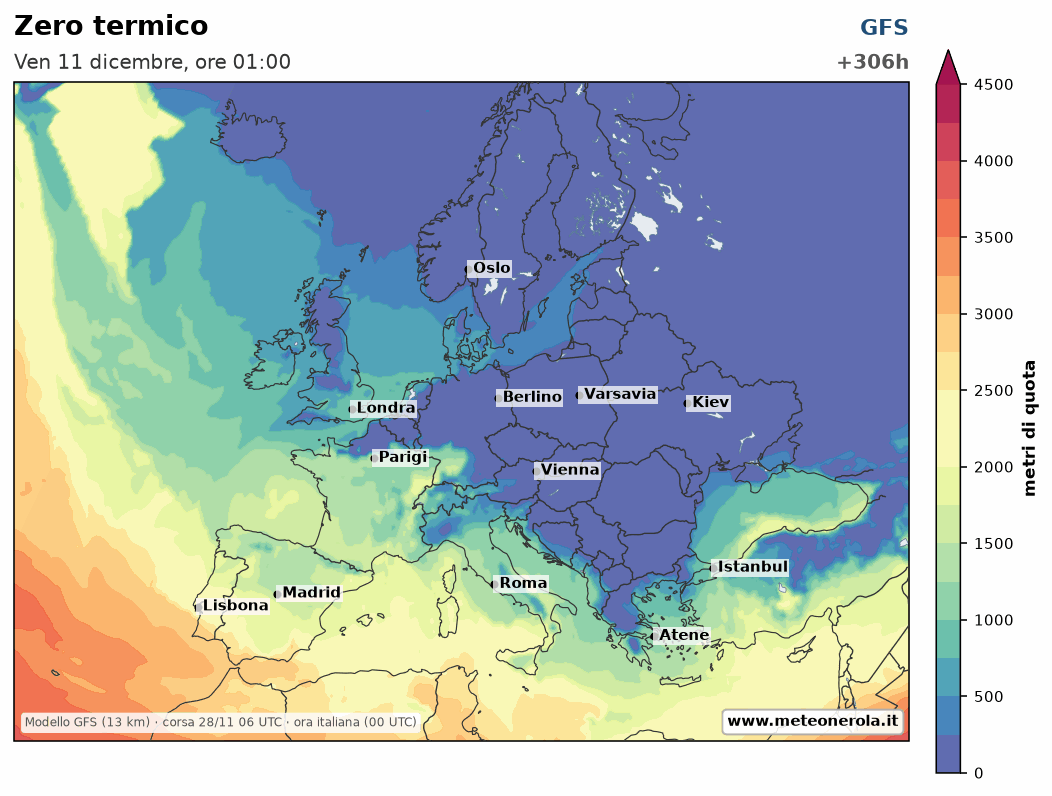 Zero termico
GFS
Ven 11 dicembre, ore 01:00
+306h
4500
4000
3500
3000
2500
2000
1500
1000
500
0
metri di quota
Oslo
Londra
Berlino
Varsavia
Kiev
Parigi
Vienna
Istanbul
Roma
Madrid
Lisbona
Atene
Modello GFS (13 km) · corsa 28/11 06 UTC · ora italiana (00 UTC)
www.meteonerola.it